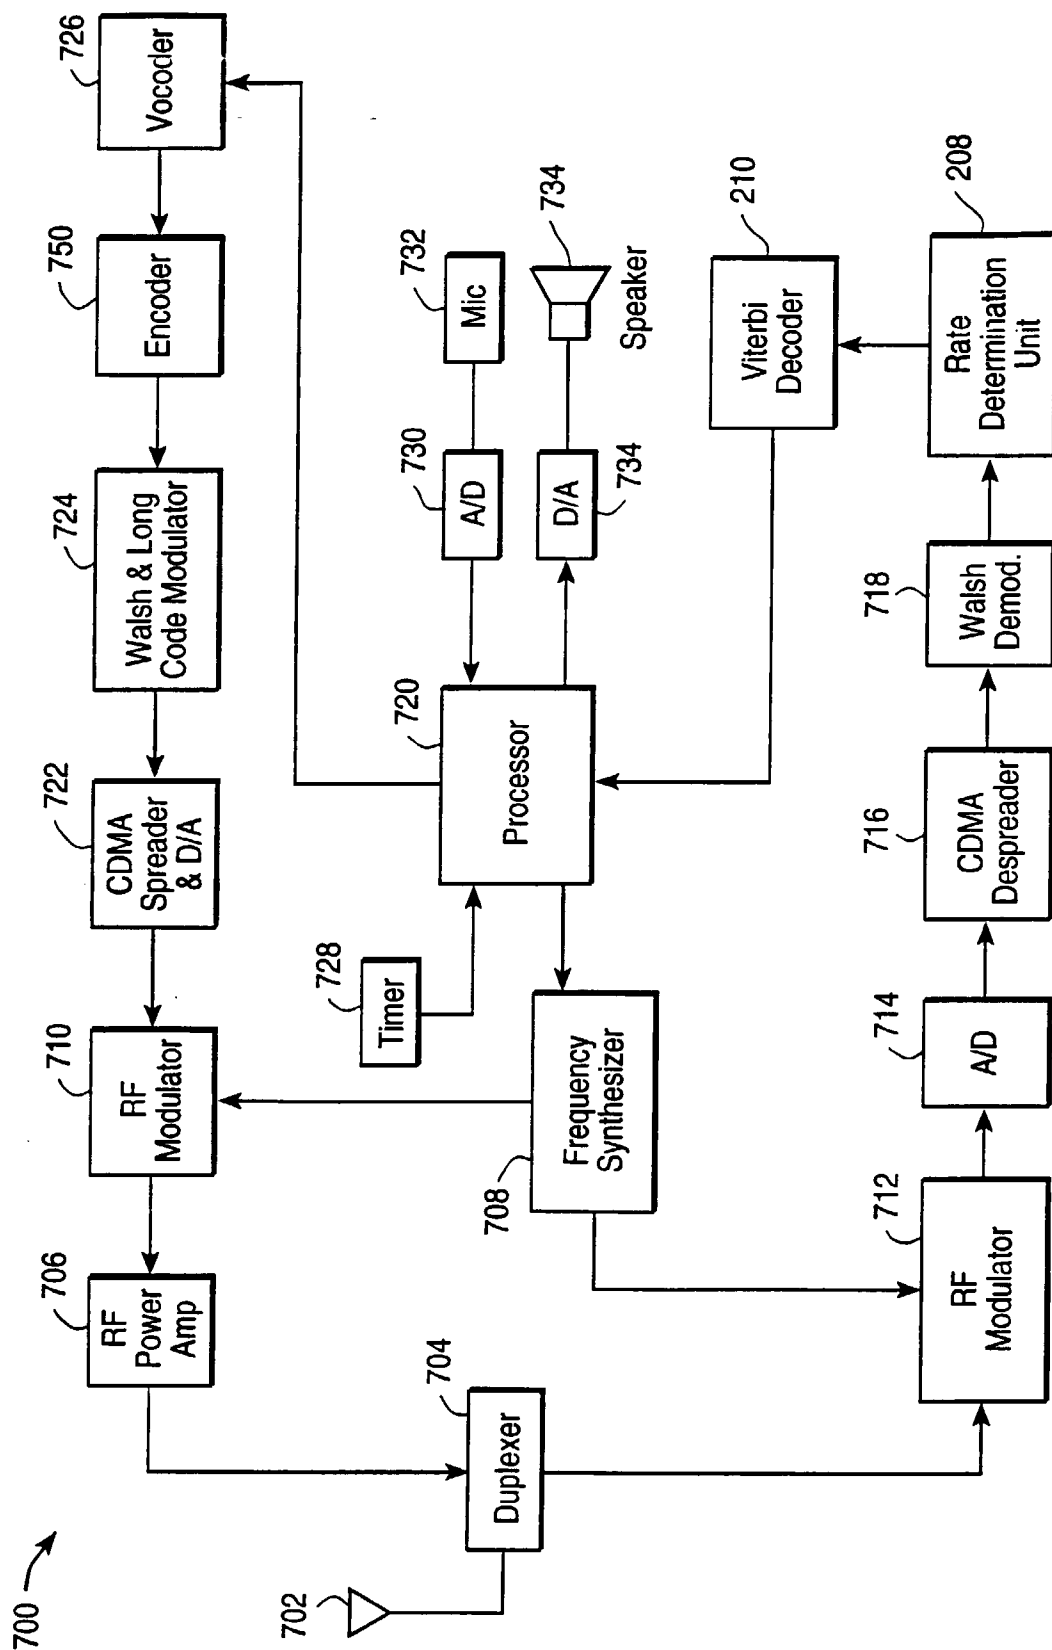 700
702
704
Duplexer
706
RF
Power
Amp
710
RF
Modulator
722
CDMA
Spreader
& D/A
724
Walsh & Long
Code Modulator
750
Encoder
726
Vocoder
728
Timer
720
Processor
730
A/D
732
Mic
D/A
734
734
Speaker
708
Frequency
Synthesizer
712
RF
Modulator
714
A/D
716
CDMA
Despreader
718
Walsh
Demod.
208
Rate
Determination
Unit
210
Viterbi
Decoder